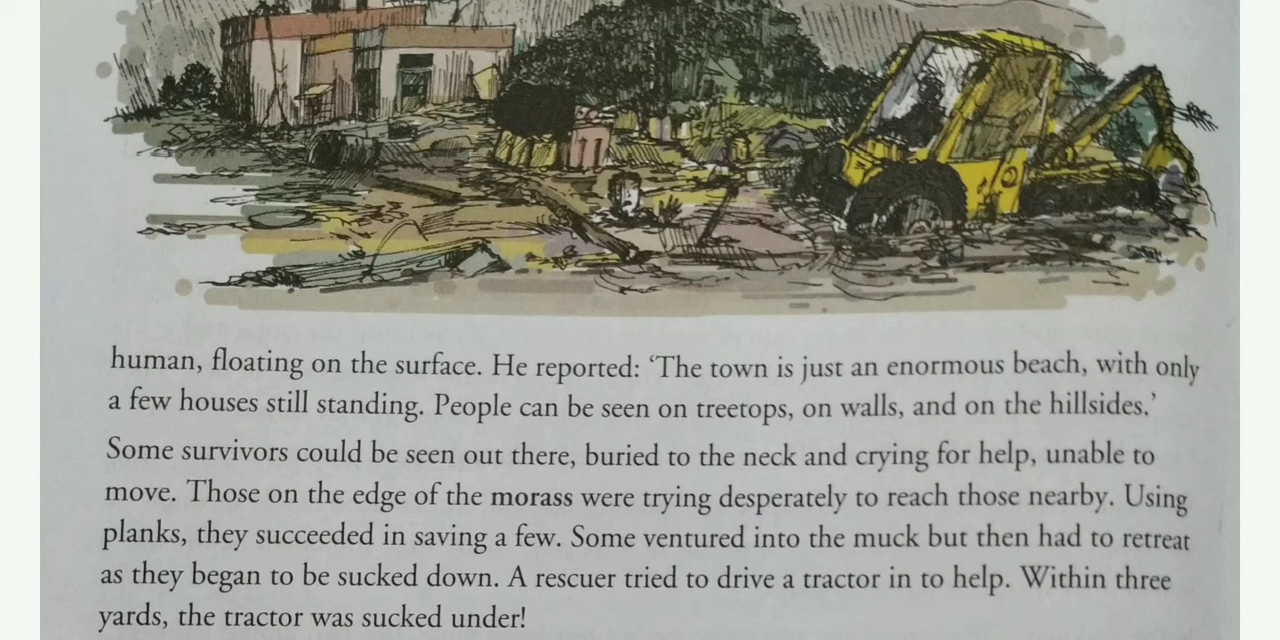 human, floating on the surface. He reported: ‘The town is just an enormous beach, with only
a few houses still standing. People can be seen on treetops, on walls, and on the hillsides.’
Some survivors could be seen out there, buried to the neck and crying for help, unable to
move. Those on the edge of the morass were trying desperately to reach those nearby. Using
planks, they succeeded in saving a few. Some ventured into the muck but then had to retreat
as they began to be sucked down. A rescuer tried to drive a tractor in to help. Within three
yards, the tractor was sucked under!